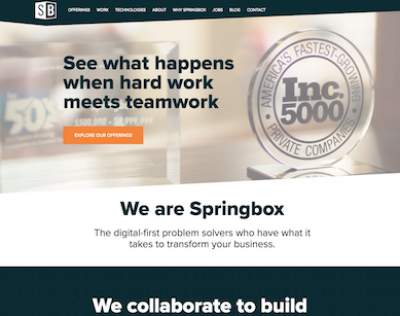 SB
OFFERINGS WORK TECHNOLOGIES ABOUT WHY SPRINGBOX JOBS BLOG CONTACT
See what happens
when hard work
meets teamwork
EXPLORE OUR OFFERINGS
AMERICA'S FASTEST-GROWING
Inc.
5000
PRIVATE COMPANIES
50
We are Springbox
The digital-first problem solvers who have what it
takes to transform your business.
We collaborate to build